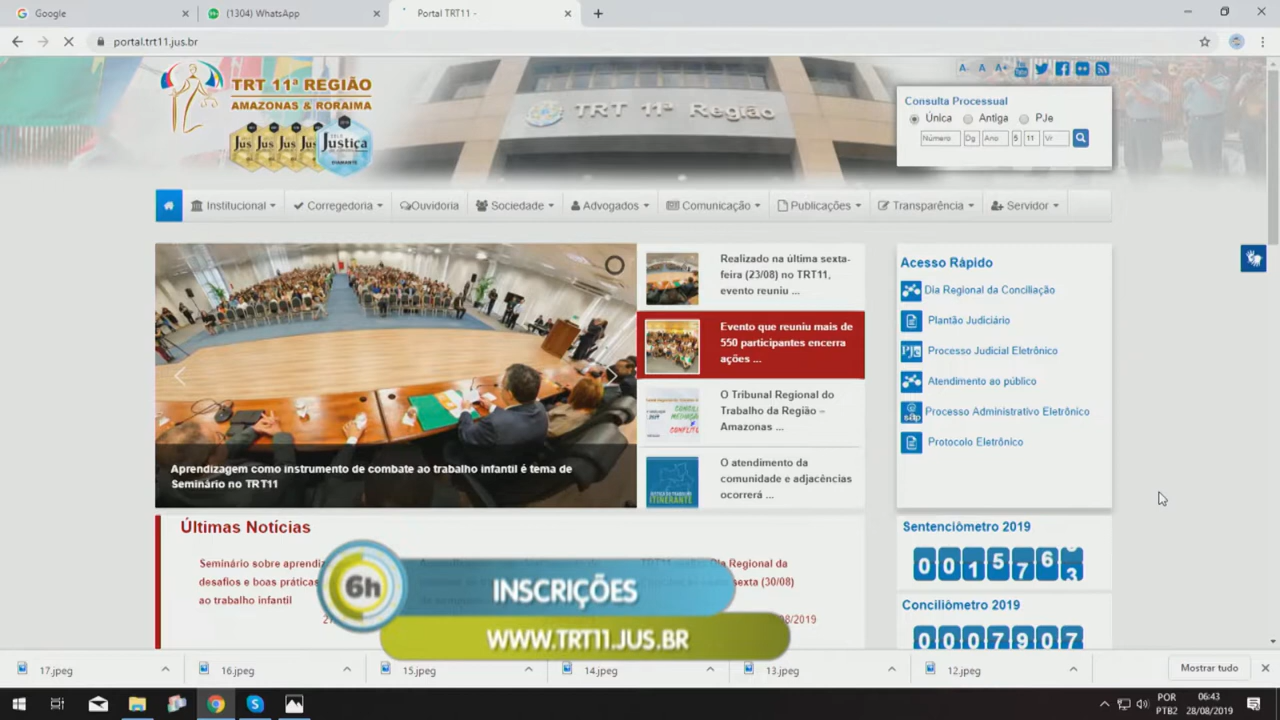 Google
(1304) WhatsApp
Portal TRT11 -
portal.trt11.jus.br
TRT 11ª REGIÃO
AMAZONAS & RORAIMA
Jus Jus Jus Jus Justiça
DIAMANTE
TRT 11ª Região
A- A A+
You
Consulta Processual
Única Antiga PJe
Número Dg Ano 5 11 Vr
Institucional
Corregedoria
Ouvidoria
Sociedade
Advogados
Comunicação
Publicações
Transparência
Servidor
Aprendizagem como instrumento de combate ao trabalho infantil é tema de
Seminário no TRT11
Realizado na última sexta-
feira (23/08) no TRT11,
evento reuniu ...
Evento que reuniu mais de
550 participantes encerra
ações ...
O Tribunal Regional do
Trabalho da Região –
Amazonas ...
O atendimento da
comunidade e adjacências
ocorrerá ...
ITINERANTE
Acesso Rápido
Dia Regional da Conciliação
Plantão Judiciário
PJe Processo Judicial Eletrônico
Atendimento ao público
Processo Administrativo Eletrônico
Protocolo Eletrônico
Sentenciômetro 2019
0 0 1 5 7 6 3
Conciliômetro 2019
0 0 0 7 9 0 7
Últimas Notícias
Seminário sobre
desafios e boas práticas
ao trabalho infantil
Dia Regional da
sexta (30/08)
/2019
6h
INSCRIÇÕES
WWW.TRT11.JUS.BR
17.jpeg
16.jpeg
15.jpeg
14.jpeg
13.jpeg
12.jpeg
Mostrar tudo
POR
PTB2
06:43
28/08/2019